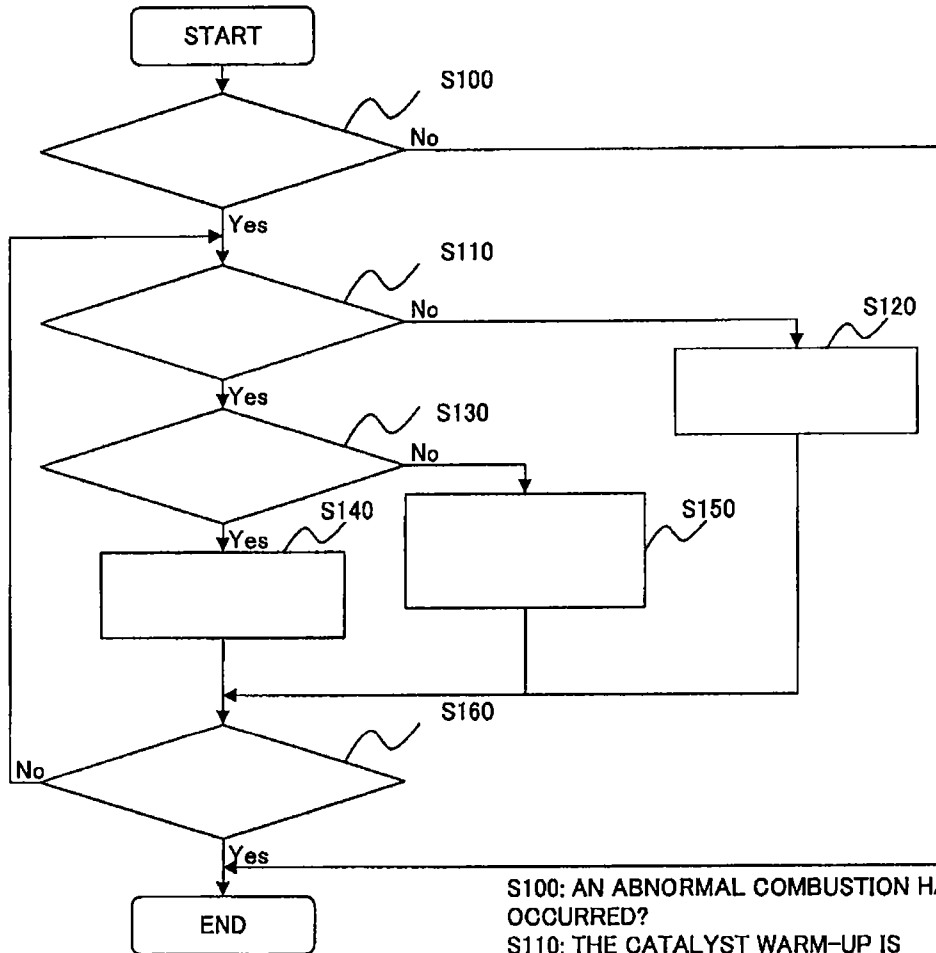 START
S100
No
Yes
S110
No
S120
Yes
S130
No
S140
S150
Yes
S160
No
Yes
END
S100: AN ABNORMAL COMBUSTION
OCCURRED?
S110: THE CATALYST WARM-UP IS